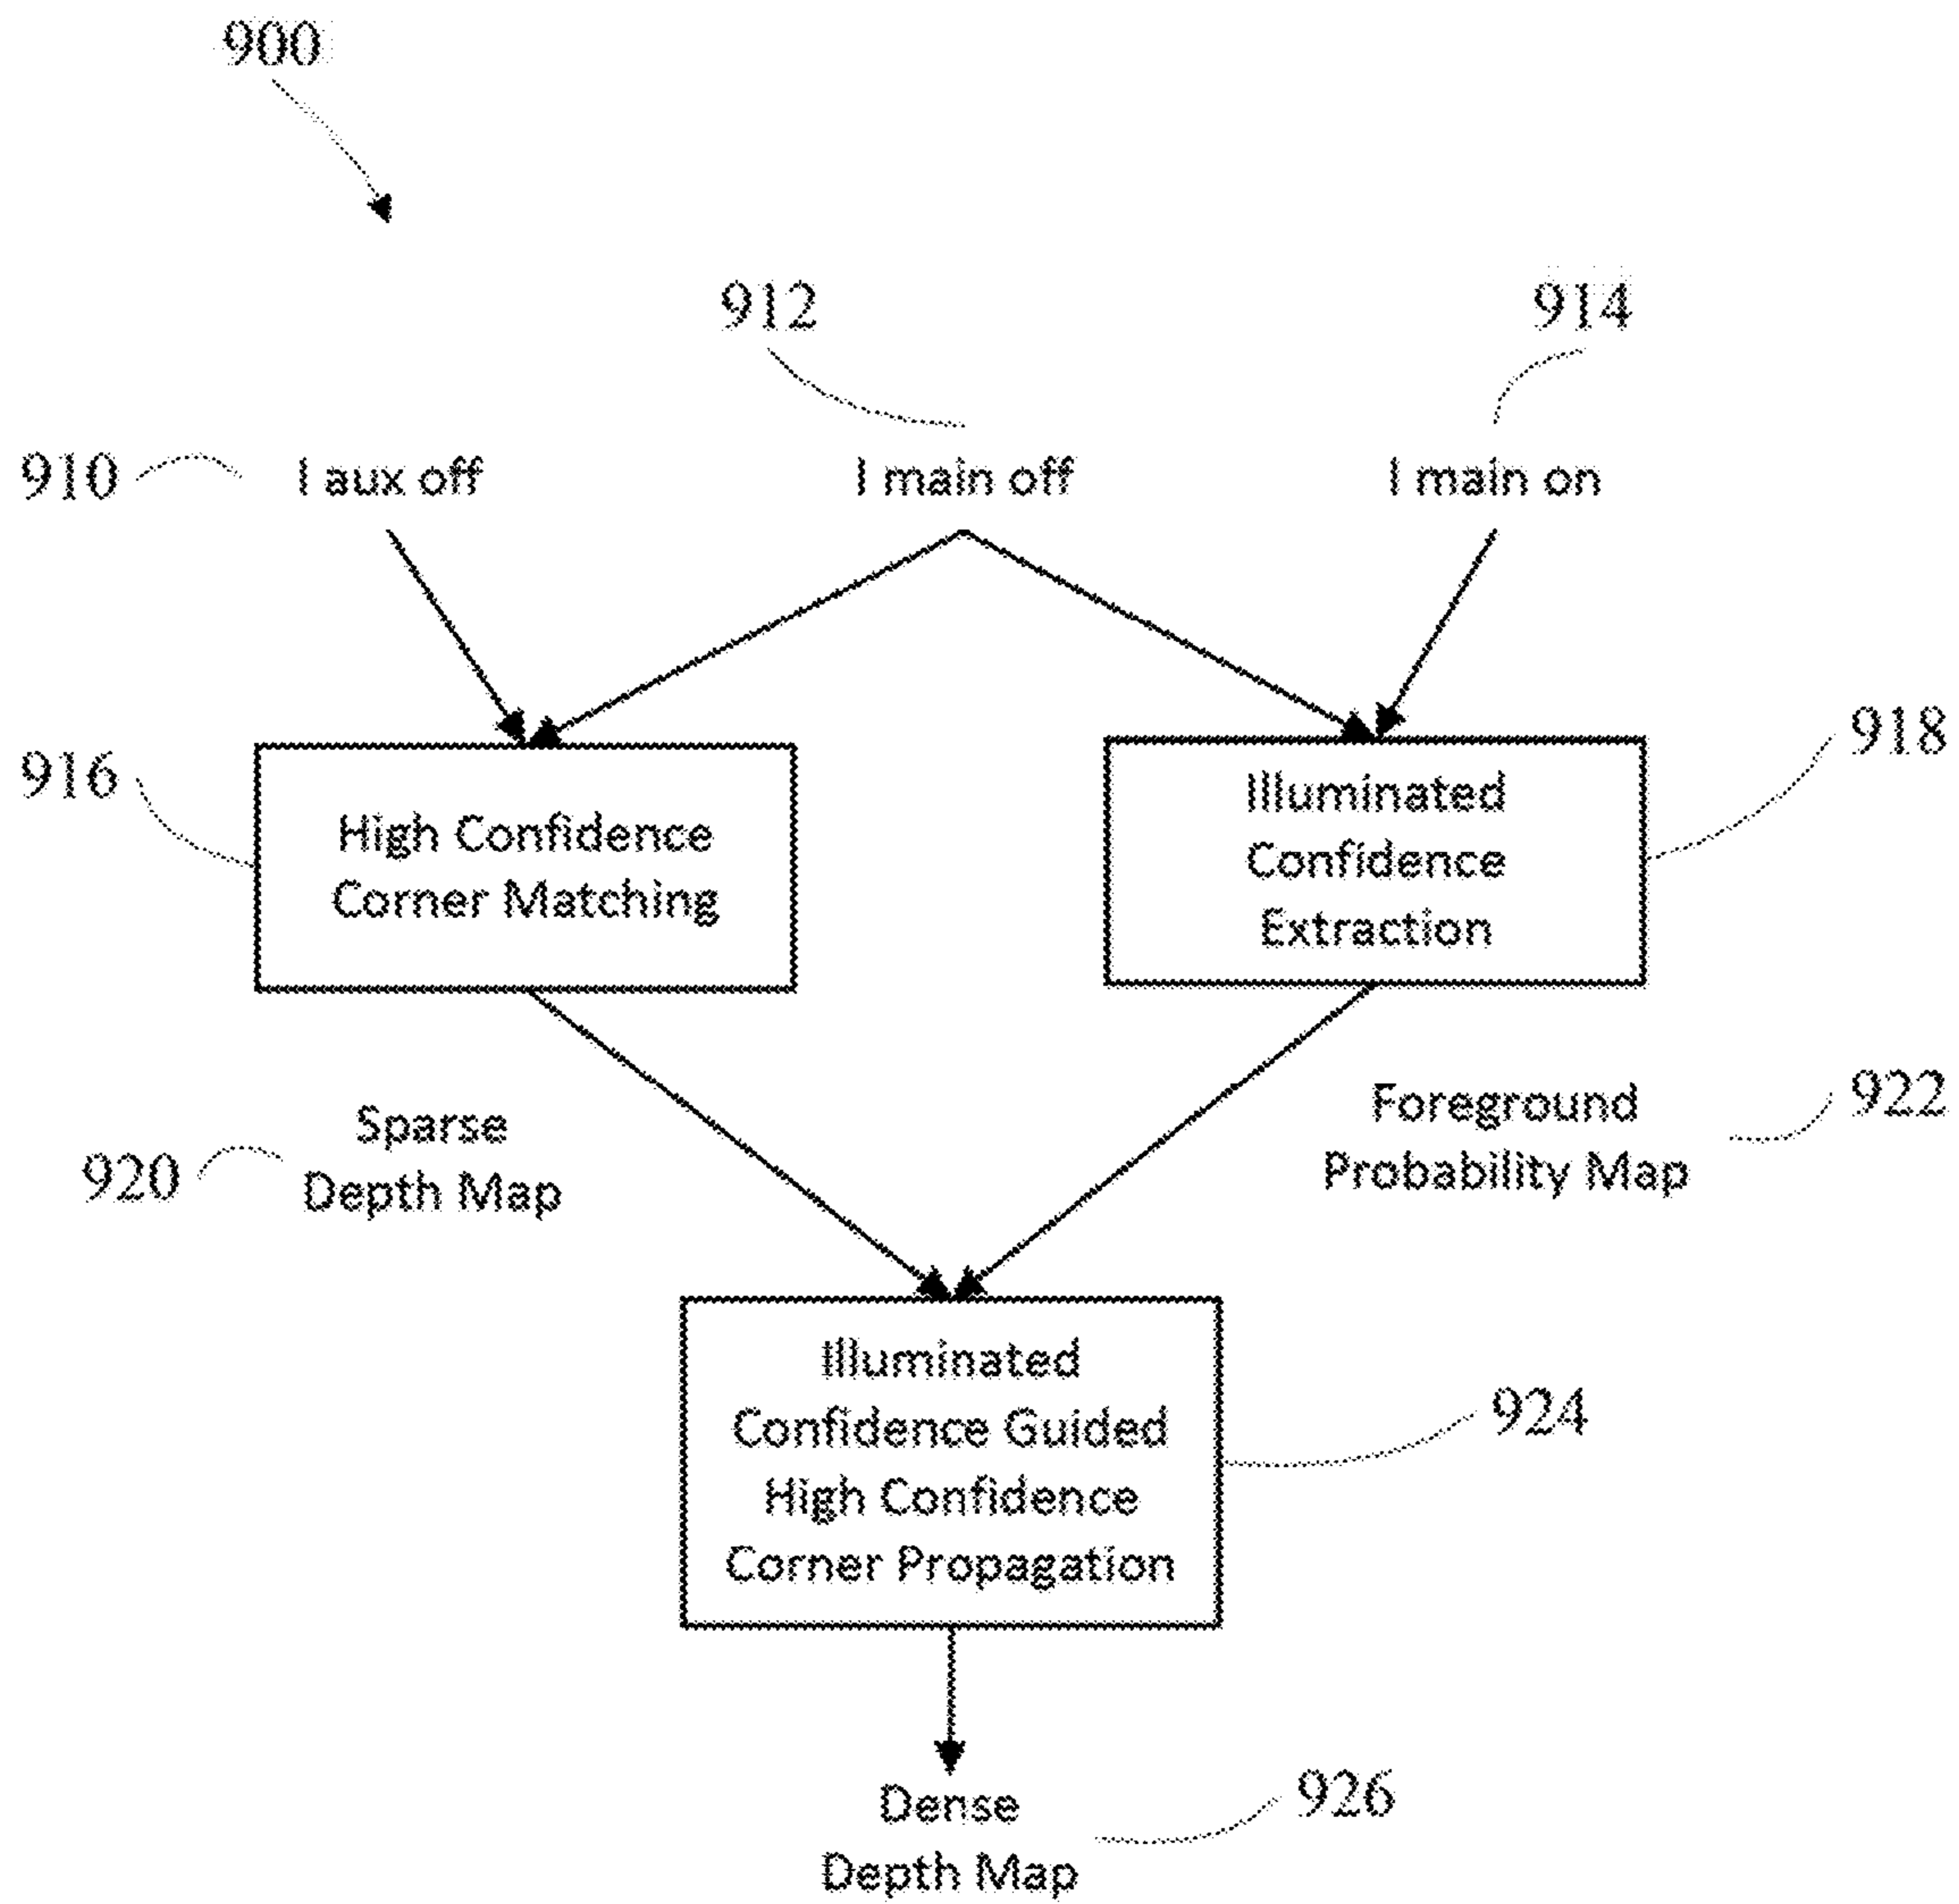 900
912
914
910
I aux off
I main off
I main on
916
High Confidence
Corner Matching
Illuminated
Confidence
Extraction
918
Sparse
Depth Map
920
Foreground
Probability Map
922
Illuminated
Confidence Guided
High Confidence
Corner Propagation
924
Dense
Depth Map
926